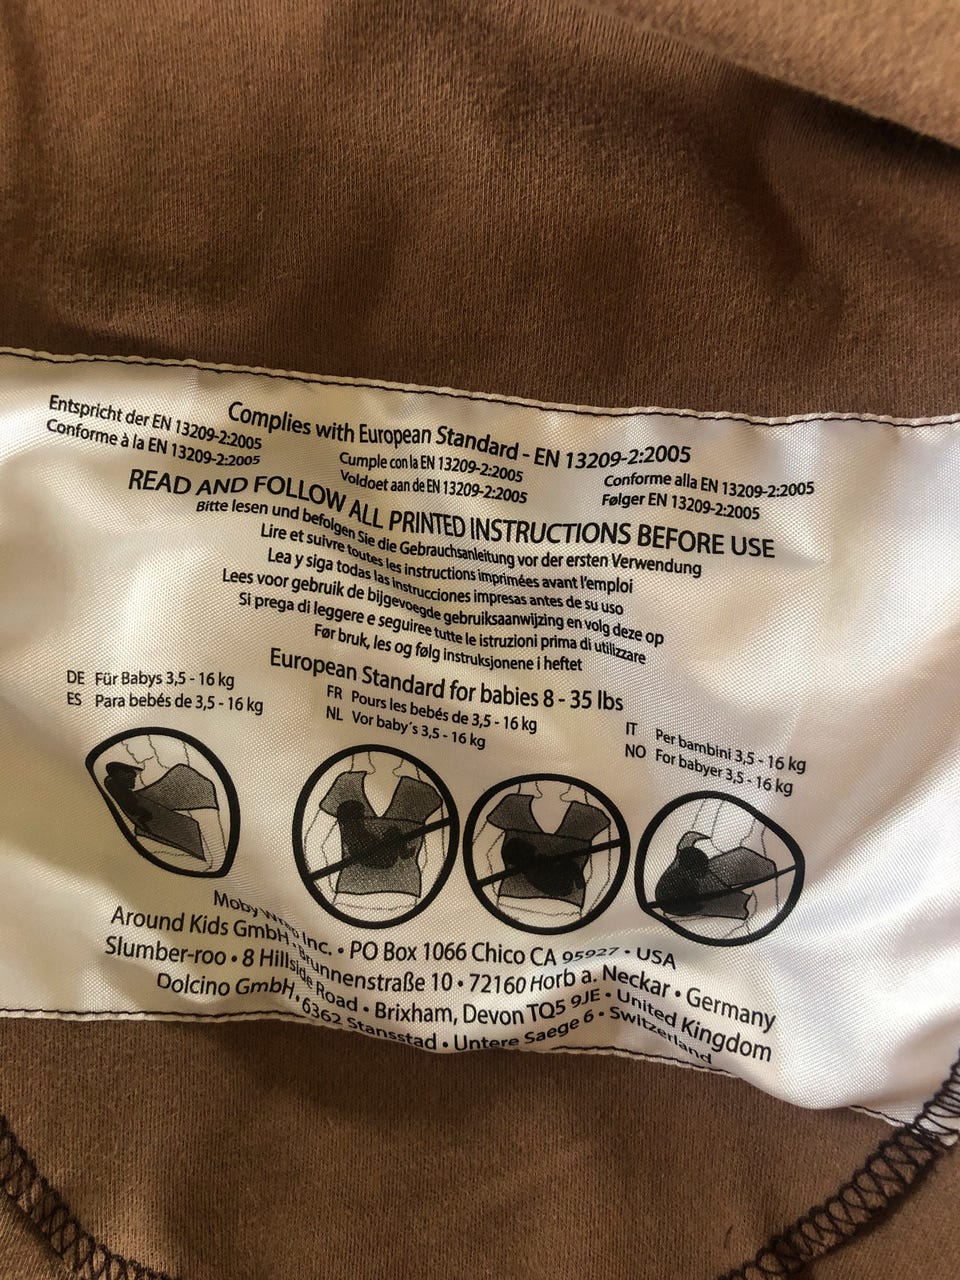 Complies with European Standard - EN 13209-2:2005
Entspricht der EN 13209-2:2005
Cumple con la EN 13209-2:2005
Conforme alla EN 13209-2:2005
Conforme à la EN 13209-2:2005
Voldoet aan de EN 13209-2:2005
Følger EN 13209-2:2005
READ AND FOLLOW ALL PRINTED INSTRUCTIONS BEFORE USE
Bitte lesen und befolgen Sie die Gebrauchsanleitung vor der ersten Verwendung
Lire et suivre toutes les instructions imprimées avant l'emploi
Lea y siga todas las instrucciones impresas antes de su uso
Lees voor gebruik de bijgevoegde gebruiksaanwijzing en volg deze op
Si prega di leggere e seguiree tutte le istruzioni prima di utilizzare
Før bruk, les og følg instruksjonene i heftet
European Standard for babies 8 - 35 lbs
DE Für Babys 3,5 - 16 kg
FR Pours les bebés de 3,5 - 16 kg
IT Per bambini 3,5 - 16 kg
ES Para bebés de 3,5 - 16 kg
NL Vor baby´s 3,5 - 16 kg
NO For babyer 3,5 - 16 kg
Moby Wrap Inc. • PO Box 1066 Chico CA 95927 • USA
Around Kids GmbH • Brunnenstraße 10 • 72160 Horb a. Neckar • Germany
Slumber-roo • 8 Hillside Road • Brixham, Devon TQ5 9JE • United Kingdom
Dolcino GmbH • 6362 Stansstad • Untere Saege 6 • Switzerland